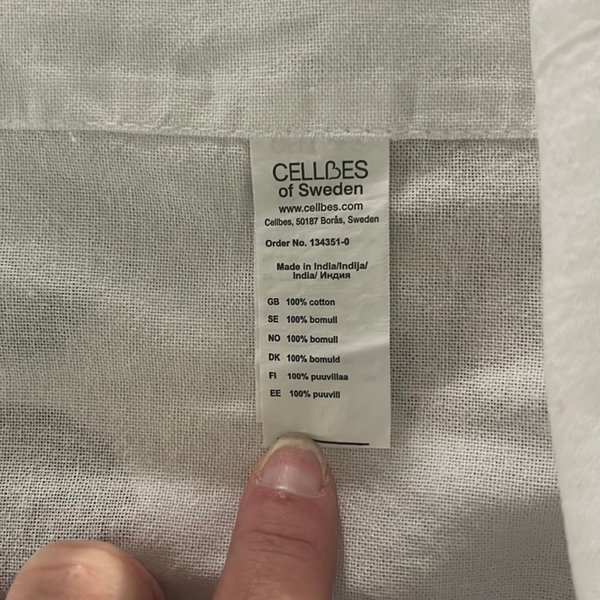 CELLBES
of Sweden
www.cellbes.com
Cellbes, 50187 Borås, Sweden
Order No. 134351-0
Made in India/Indija/
India/ Индия
GB 100% cotton
SE 100% bomull
NO 100% bomull
DK 100% bomuld
FI 100% puuvillaa
EE 100% puuvill